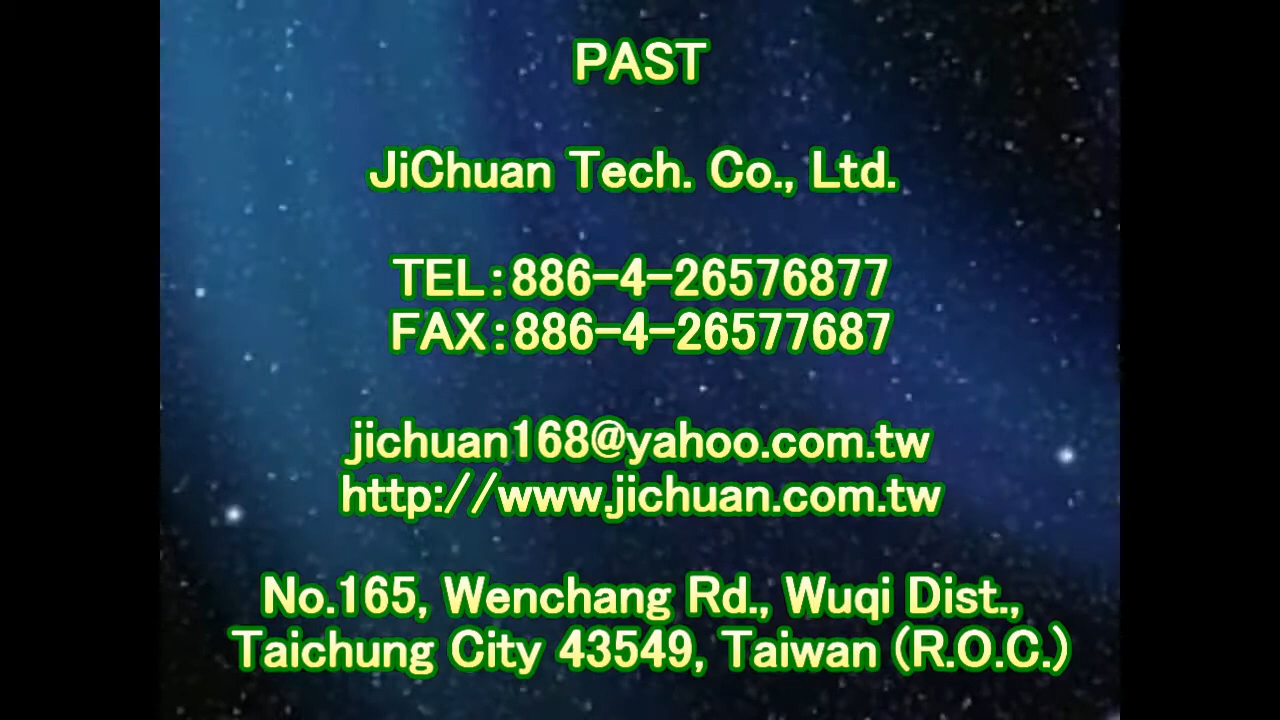 PAST
JiChuan Tech. Co., Ltd.
TEL:886-4-26576877
FAX:886-4-26577687
jichuan168@yahoo.com.tw
http://www.jichuan.com.tw
No.165, Wenchang Rd., Wuqi Dist.,
Taichung City 43549, Taiwan (R.O.C.)